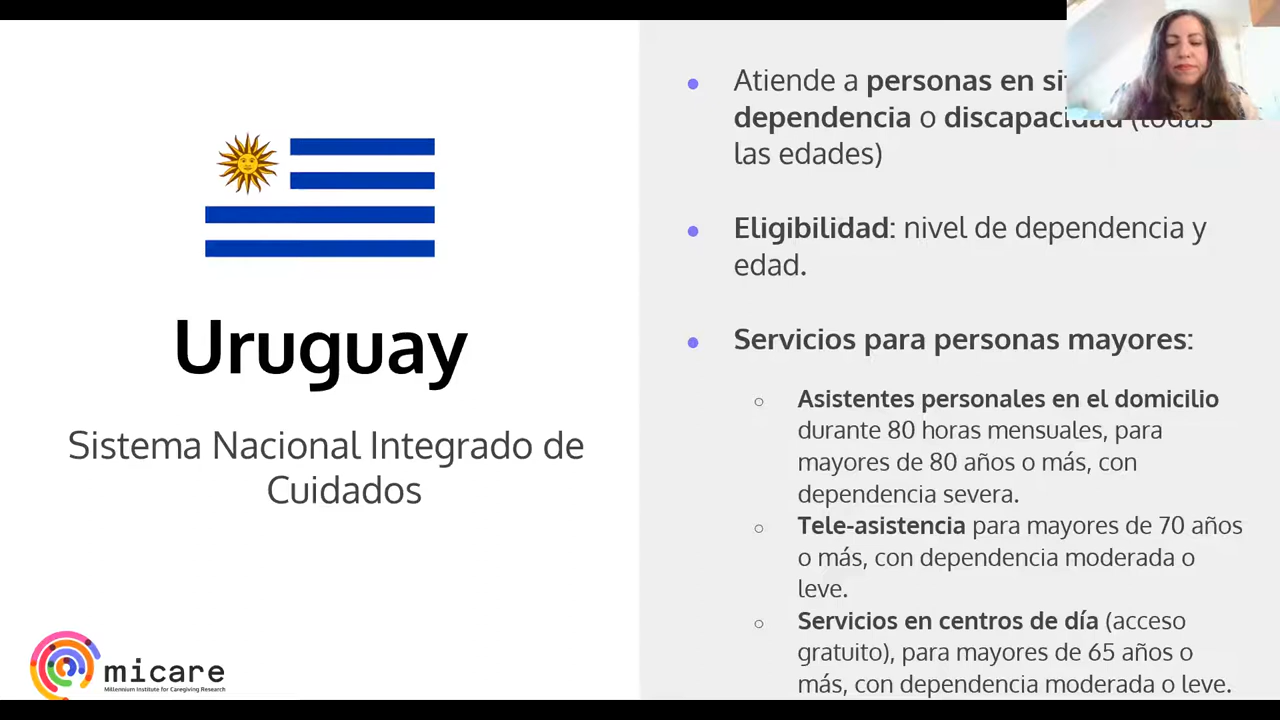 Uruguay
Sistema Nacional Integrado de
Cuidados
micare
Millennium Institute for Caregiving Research
Atiende a personas en
dependencia o discapacidad (todas
las edades)
Eligibilidad: nivel de dependencia y
edad.
Servicios para personas mayores:
Asistentes personales en el domicilio
durante 80 horas mensuales, para
mayores de 80 años o más, con
dependencia severa.
Tele-asistencia para mayores de 70 años
o más, con dependencia moderada o
leve.
Servicios en centros de día (acceso
gratuito), para mayores de 65 años o
más, con dependencia moderada o leve.